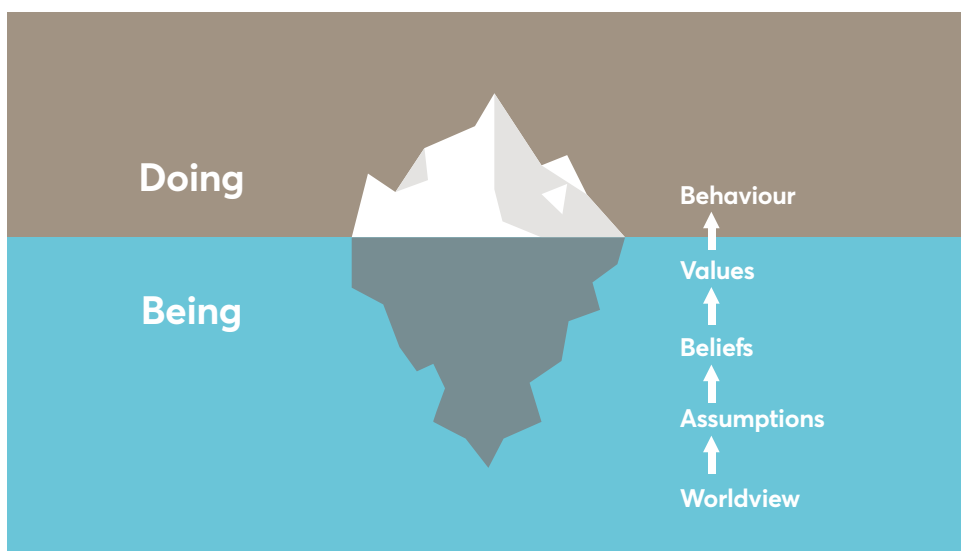 Doing
Being
Behaviour
Values
Beliefs
Assumptions
Worldview